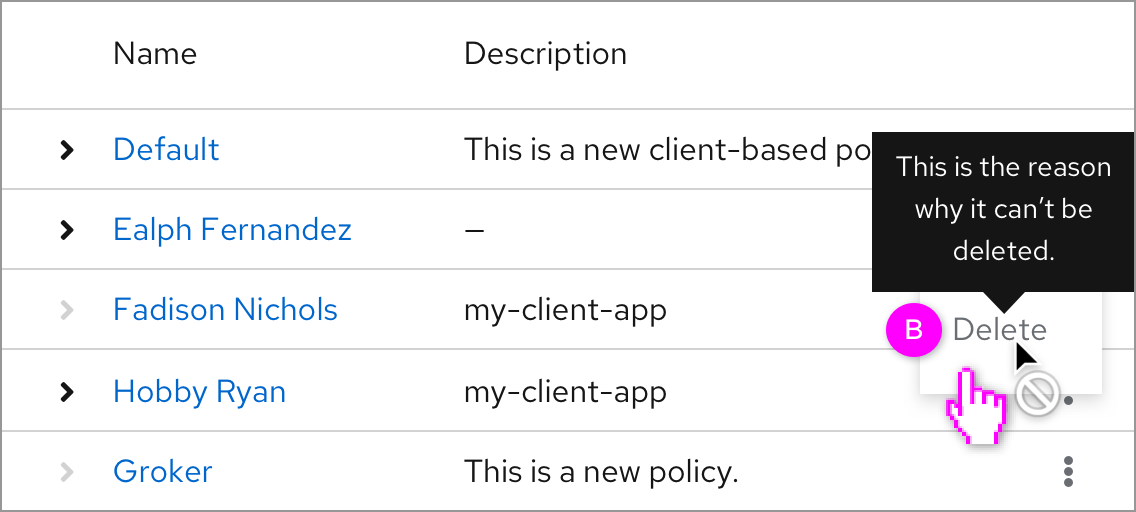 Name Description
Default This is a new client-based po
This is the reason
why it can’t be
deleted.
Ealph Fernandez –
Fadison Nichols my-client-app
B Delete
Hobby Ryan my-client-app
Groker This is a new policy.